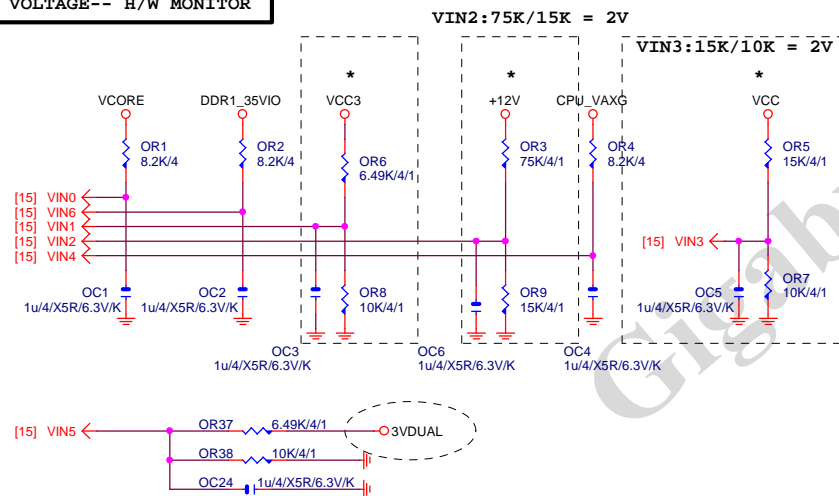 VOLTAGE-- H/W MONITOR
VIN2:75K/15K = 2V
VIN3:15K/10K = 2V
* * *
VCORE DDR1_35VIO VCC3 +12V CPU_VAXG VCC
OR1 8.2K/4
OR2 8.2K/4
OR6 6.49K/4/1
OR3 75K/4/1
OR4 8.2K/4
OR5 15K/4/1
[15] VIN0
[15] VIN6
[15] VIN1
[15] VIN2
[15] VIN4
[15] VIN3
OC1 1u/4/X5R/6.3V/K
OC2 1u/4/X5R/6.3V/K
OR8 10K/4/1
OR9 15K/4/1
OC5 1u/4/X5R/6.3V/K
OR7 10K/4/1
OC3 1u/4/X5R/6.3V/K
OC6 1u/4/X5R/6.3V/K
OC4 1u/4/X5R/6.3V/K
[15] VIN5
OR37 6.49K/4/1 3VDUAL
OR38 10K/4/1
OC24 1u/4/X5R/6.3V/K
Gigab